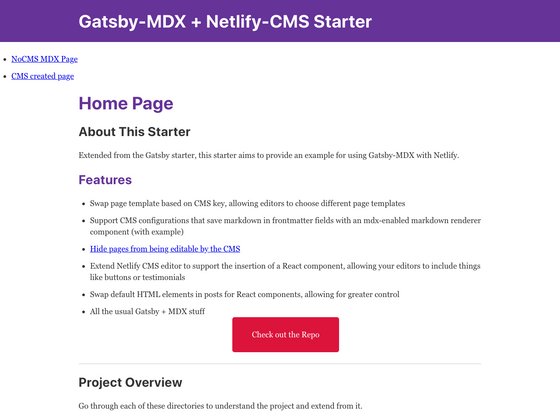 Gatsby-MDX + Netlify-CMS Starter
NoCMS MDX Page
CMS created page
Home Page
About This Starter
Extended from the Gatsby starter, this starter aims to provide an example for using Gatsby-MDX with Netlify.
Features
Swap page template based on CMS key, allowing editors to choose different page templates
Support CMS configurations that save markdown in frontmatter fields with an mdx-enabled markdown renderer
component (with example)
Hide pages from being editable by the CMS
Extend Netlify CMS editor to support the insertion of a React component, allowing your editors to include things
like buttons or testimonials
Swap default HTML elements in posts for React components, allowing for greater control
All the usual Gatsby + MDX stuff
Check out the Repo
Project Overview
Go through each of these directories to understand the project and extend from it.